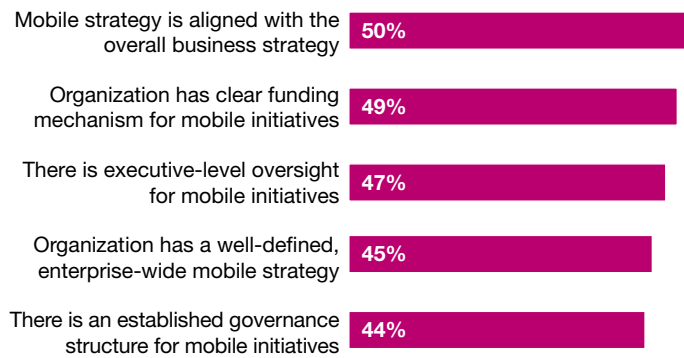 Mobile strategy is aligned with the
overall business strategy
50%
Organization has clear funding
mechanism for mobile initiatives
49%
There is executive-level oversight
for mobile initiatives
47%
Organization has a well-defined,
enterprise-wide mobile strategy
45%
There is an established governance
structure for mobile initiatives
44%